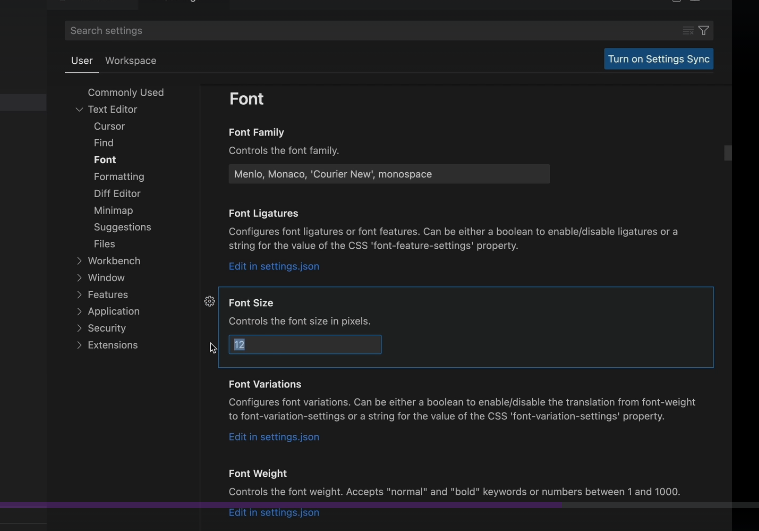 Search settings
User Workspace Turn on Settings Sync
Commonly Used
Text Editor
Cursor
Find
Font
Formatting
Diff Editor
Minimap
Suggestions
Files
Workbench
Window
Features
Application
Security
Extensions
Font
Font Family
Controls the font family.
Menlo, Monaco, 'Courier New', monospace
Font Ligatures
Configures font ligatures or font features. Can be either a boolean to enable/disable ligatures or a
string for the value of the CSS 'font-feature-settings' property.
Edit in settings.json
Font Size
Controls the font size in pixels.
12
Font Variations
Configures font variations. Can be either a boolean to enable/disable the translation from font-weight
to font-variation-settings or a string for the value of the CSS 'font-variation-settings' property.
Edit in settings.json
Font Weight
Controls the font weight. Accepts "normal" and "bold" keywords or numbers between 1 and 1000.
Edit in settings.json